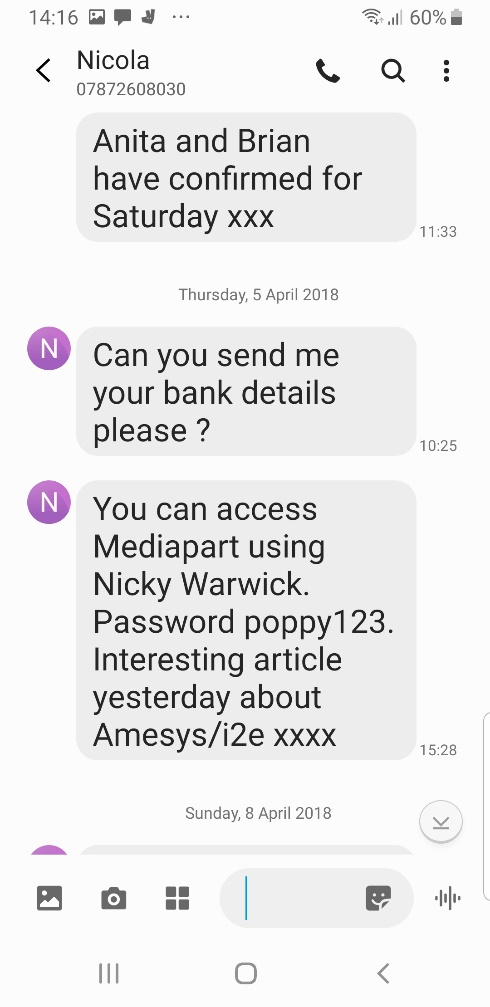 14:16 ... 60%
Nicola
07872608030
Anita and Brian
have confirmed for
Saturday xxx
11:33
Thursday, 5 April 2018
N
Can you send me
your bank details
please ?
10:25
N
You can access
Mediapart using
Nicky Warwick.
Password poppy123.
Interesting article
yesterday about
Amesys/i2e xxxx
15:28
Sunday, 8 April 2018